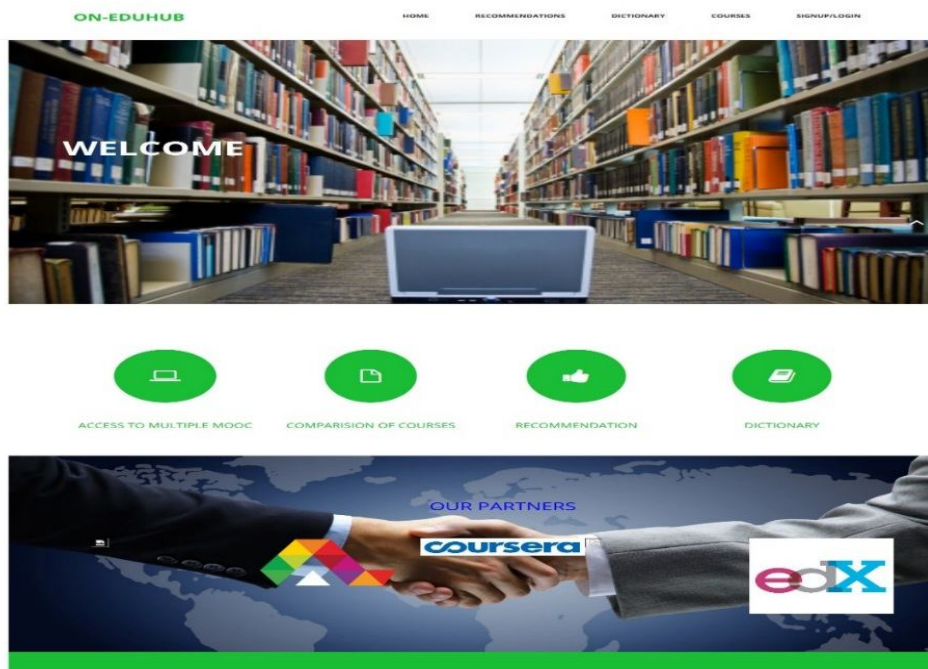 ON-EDUHUB
HOME RECOMMENDATIONS DICTIONARY COURSES SIGNUP/LOGIN
WELCOME
ACCESS TO MULTIPLE MOOC COMPARISION OF COURSES RECOMMENDATION DICTIONARY
OUR PARTNERS
coursera
edX